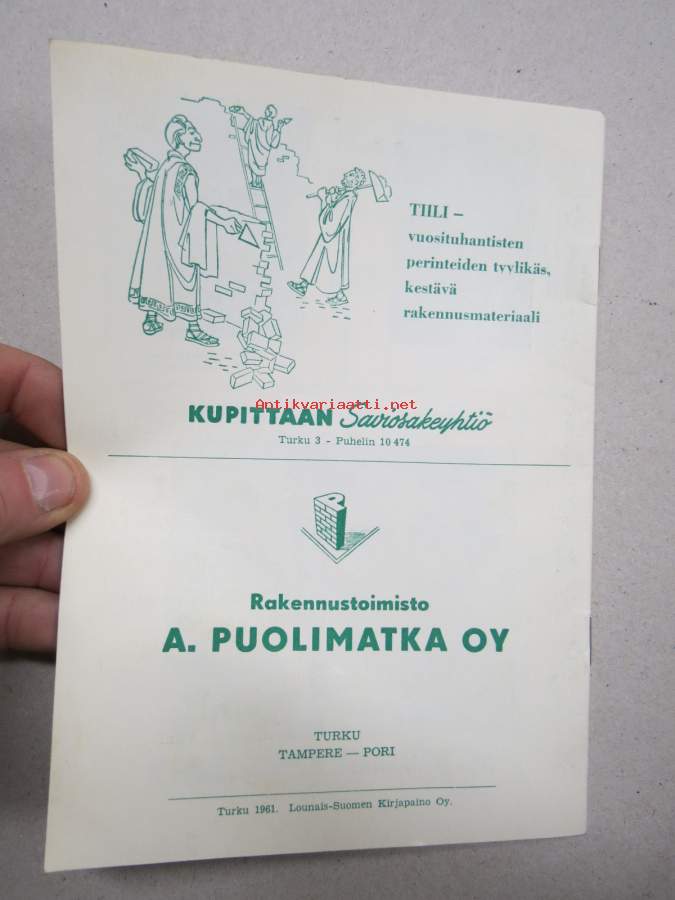 TIILI –
vuosituhantisten
perinteiden tyylikäs,
kestävä
rakennusmateriaali
Antikvariaatti.net
KUPITTAAN Saviosakeyhtiö
Turku 3 - Puhelin 10 474
P
Rakennustoimisto
A. PUOLIMATKA OY
TURKU
TAMPERE — PORI
Turku 1961. Lounais-Suomen Kirjapaino Oy.